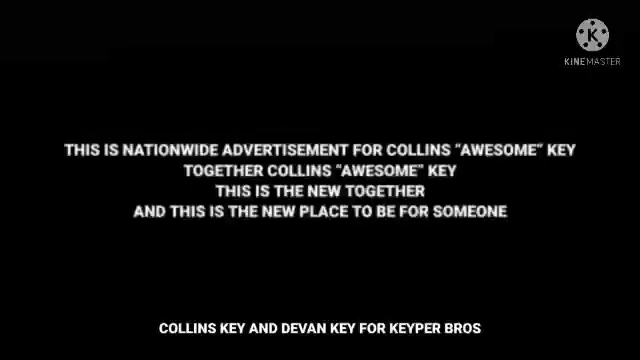 KINEMASTER
THIS IS NATIONWIDE ADVERTISEMENT FOR COLLINS “AWESOME” KEY
TOGETHER COLLINS “AWESOME” KEY
THIS IS THE NEW TOGETHER
AND THIS IS THE NEW PLACE TO BE FOR SOMEONE
COLLINS KEY AND DEVAN KEY FOR KEYPER BROS